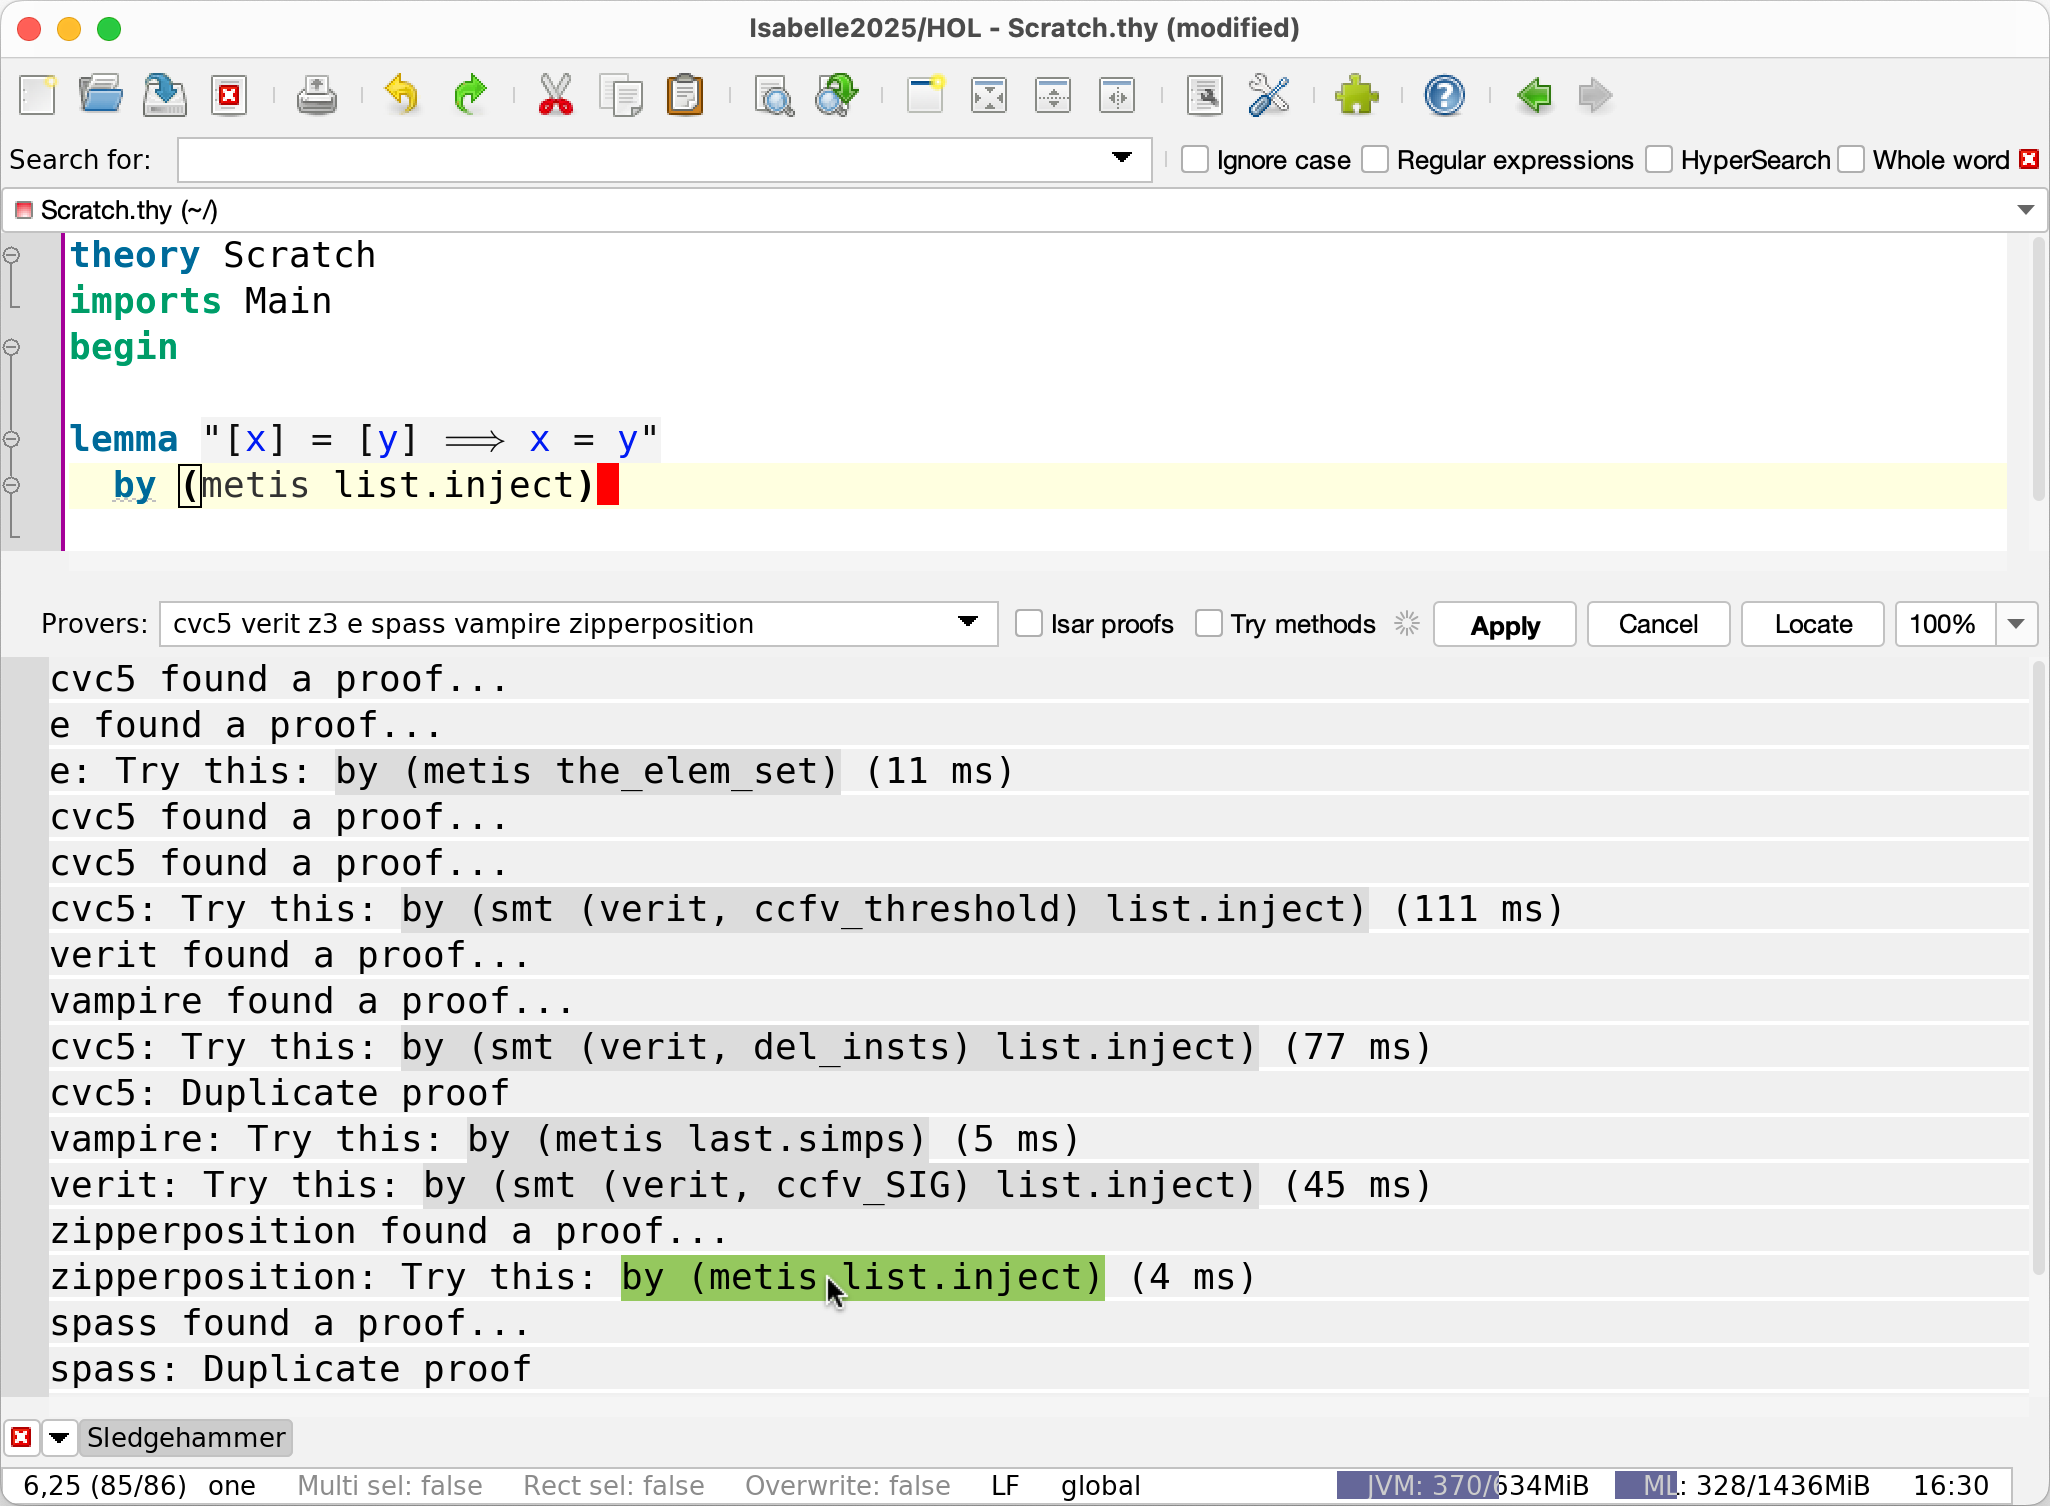 Isabelle2025/HOL - Scratch.thy (modified)
Search for: Ignore case Regular expressions HyperSearch Whole word
Scratch.thy (~/)
theory Scratch
imports Main
begin
lemma "[x] = [y] ⟹ x = y"
by (metis list.inject)
Provers: cvc5 verit z3 e spass vampire zipperposition Isar proofs Try methods Apply Cancel Locate 100%
cvc5 found a proof...
e found a proof...
e: Try this: by (metis the_elem_set) (11 ms)
cvc5 found a proof...
cvc5 found a proof...
cvc5: Try this: by (smt (verit, ccfv_threshold) list.inject) (111 ms)
verit found a proof...
vampire found a proof...
cvc5: Try this: by (smt (verit, del_insts) list.inject) (77 ms)
cvc5: Duplicate proof
vampire: Try this: by (metis last.simps) (5 ms)
verit: Try this: by (smt (verit, ccfv_SIG) list.inject) (45 ms)
zipperposition found a proof...
zipperposition: Try this: by (metis list.inject) (4 ms)
spass found a proof...
spass: Duplicate proof
Sledgehammer
6,25 (85/86) one Multi sel: false Rect sel: false Overwrite: false LF global JVM: 370/634MiB ML: 328/1436MiB 16:30